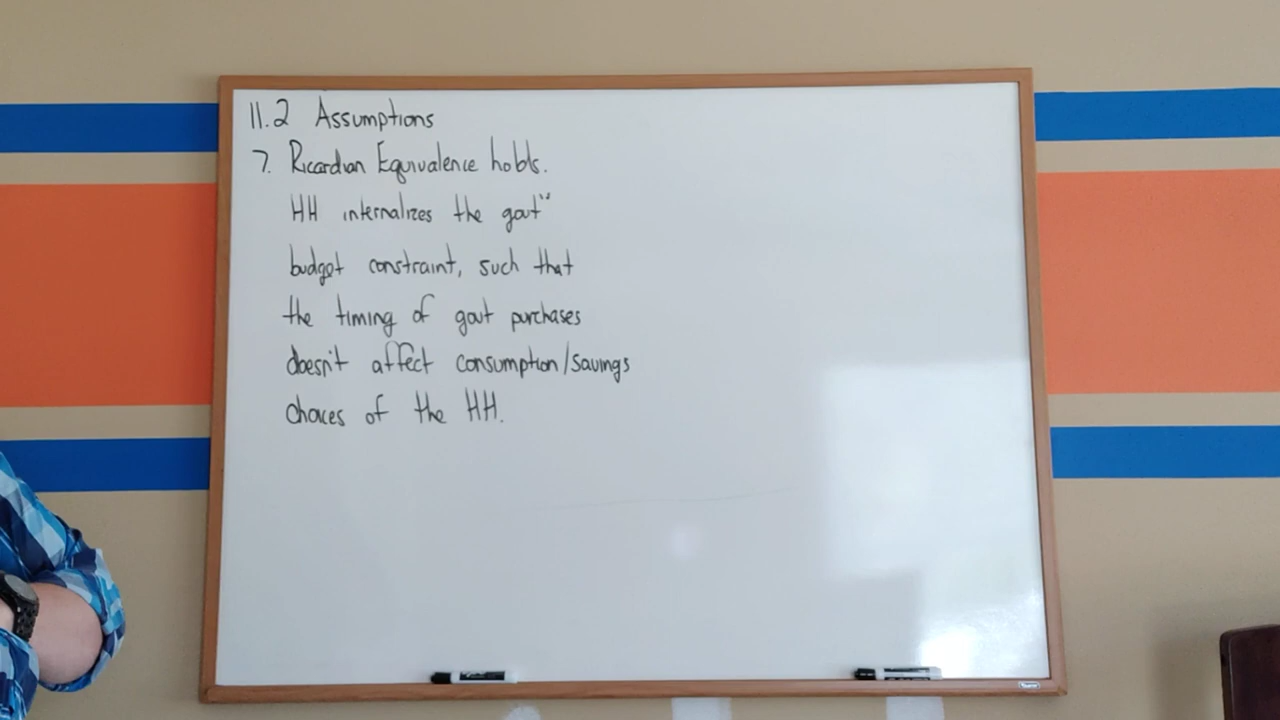 11.2 Assumptions
7. Ricardian Equivalence holds.
HH internalizes the govt's
budget constraint, such that
the timing of govt purchases
doesn't affect consumption/savings
choices of the HH.